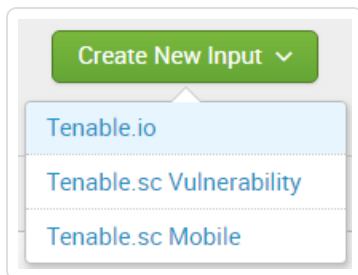 Create New Input
Tenable.io
Tenable.sc Vulnerability
Tenable.sc Mobile